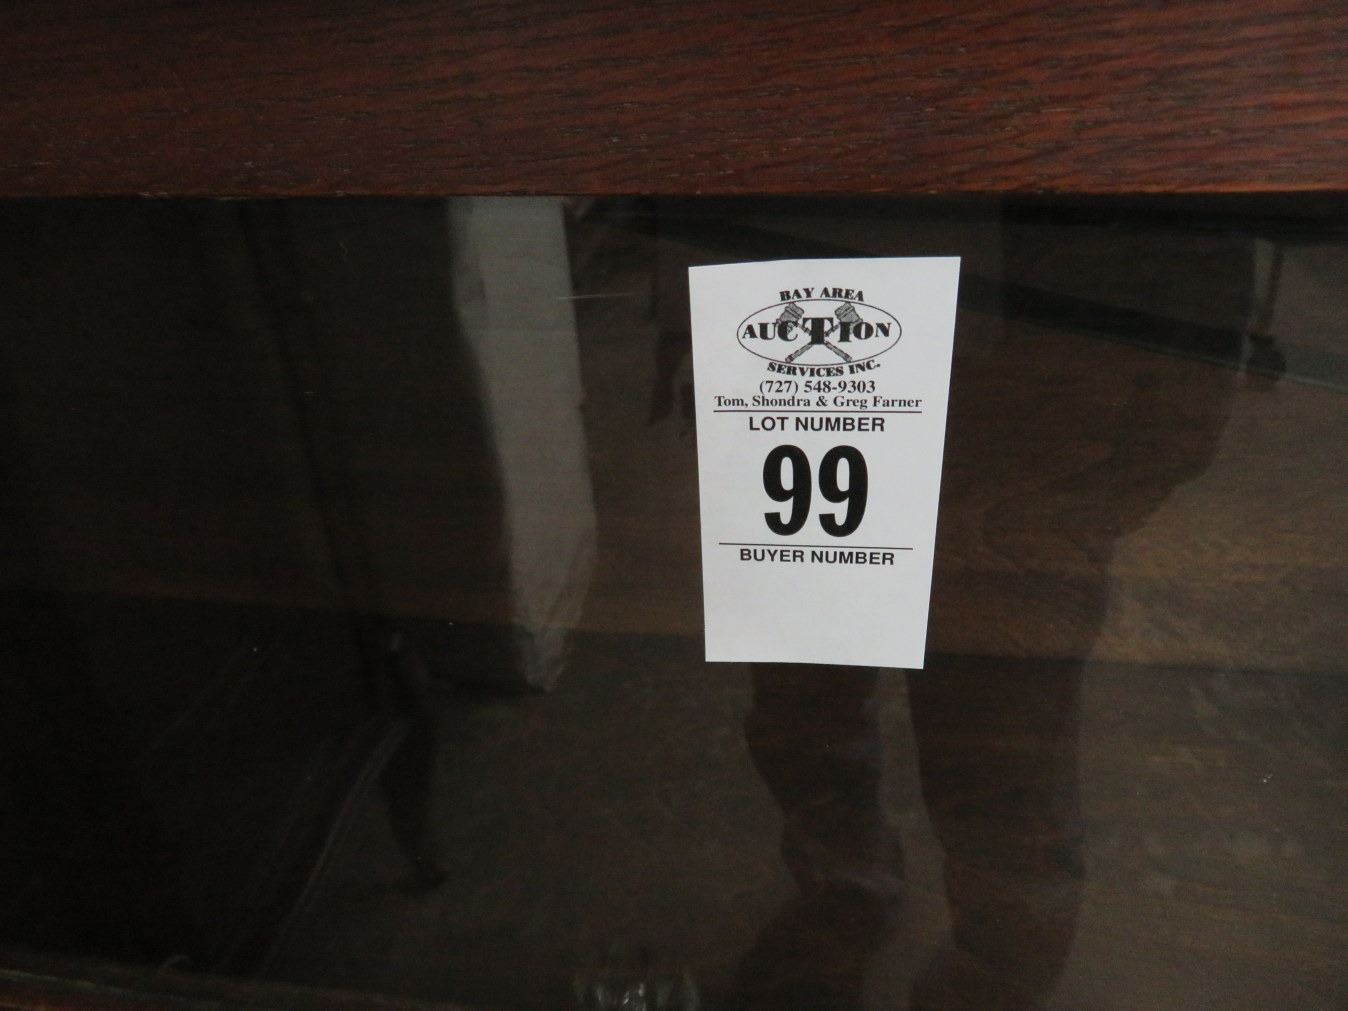 BAY AREA
AUCTION
SERVICES INC.
(727) 548-9303
Tom, Shondra & Greg Farner
LOT NUMBER
99
BUYER NUMBER